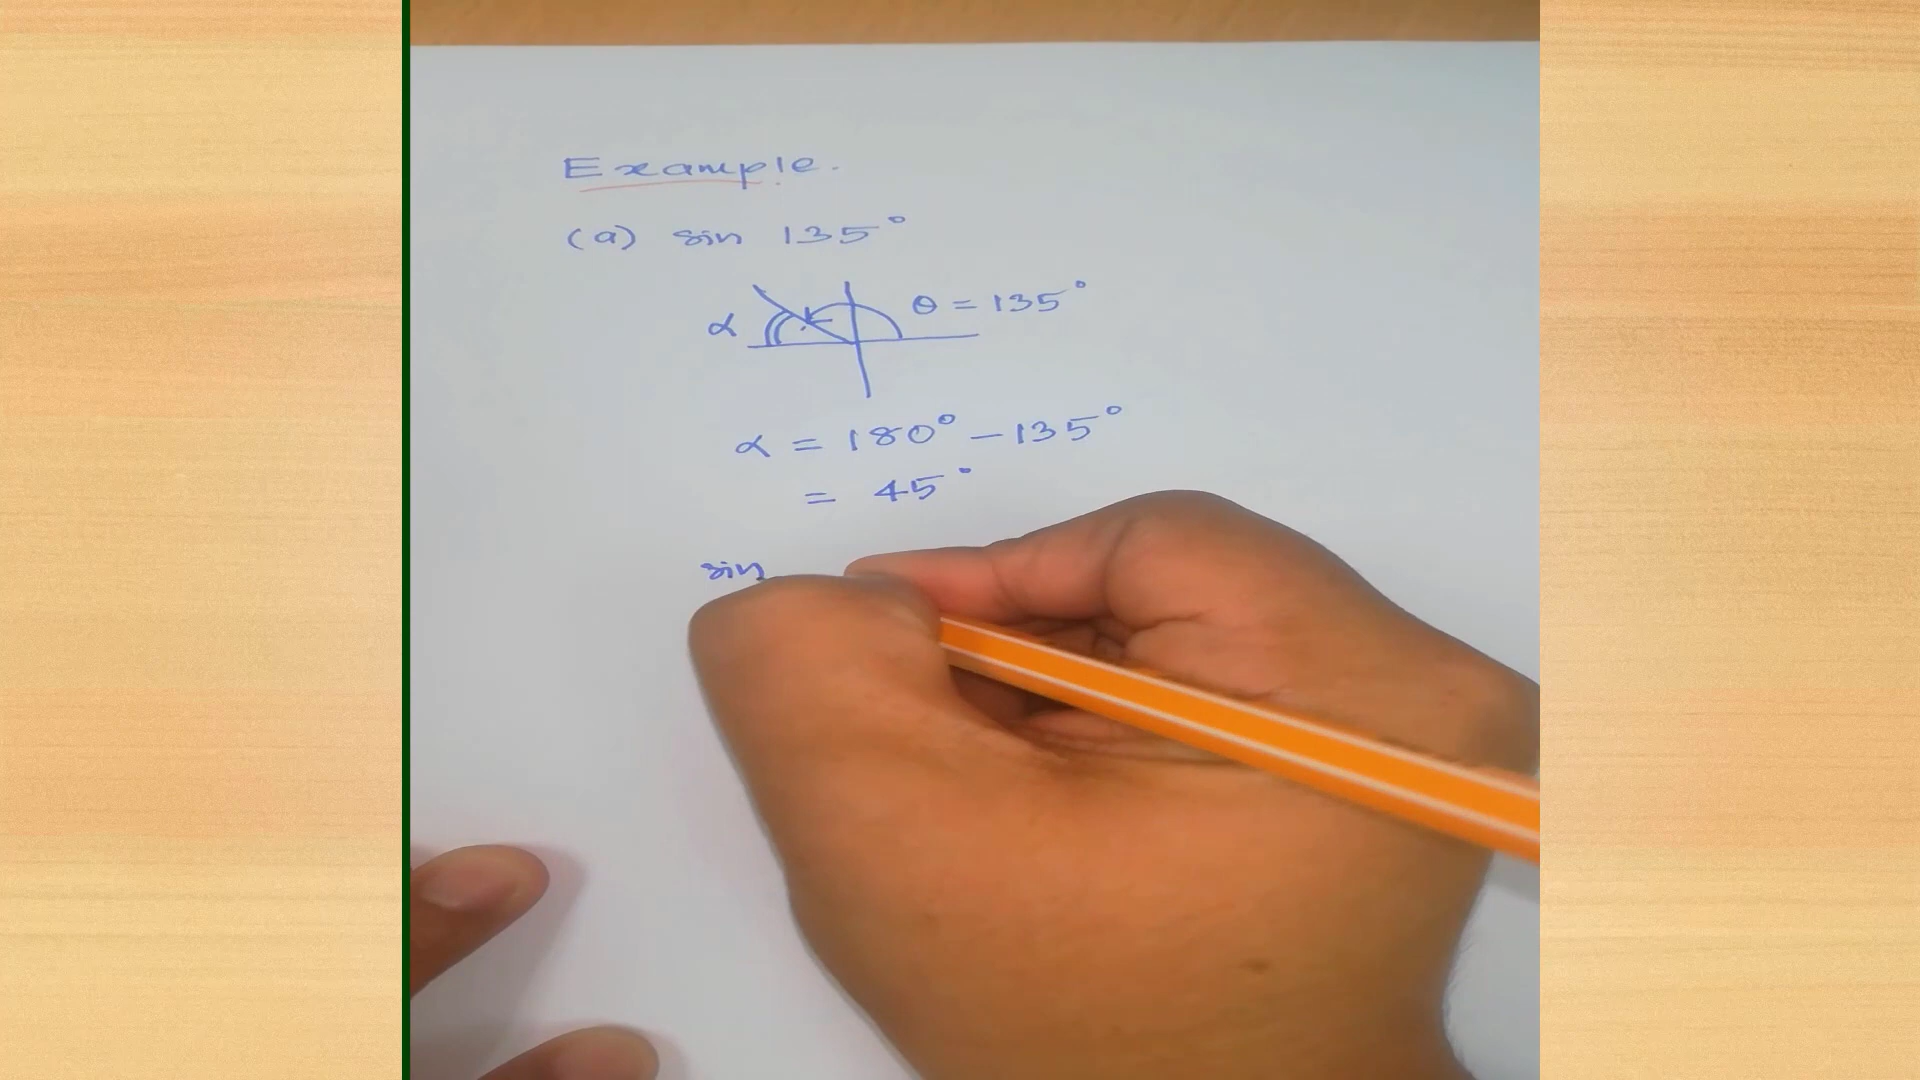 Example.
(a) sin 135°
α θ = 135°
α = 180° - 135°
= 45°
sin